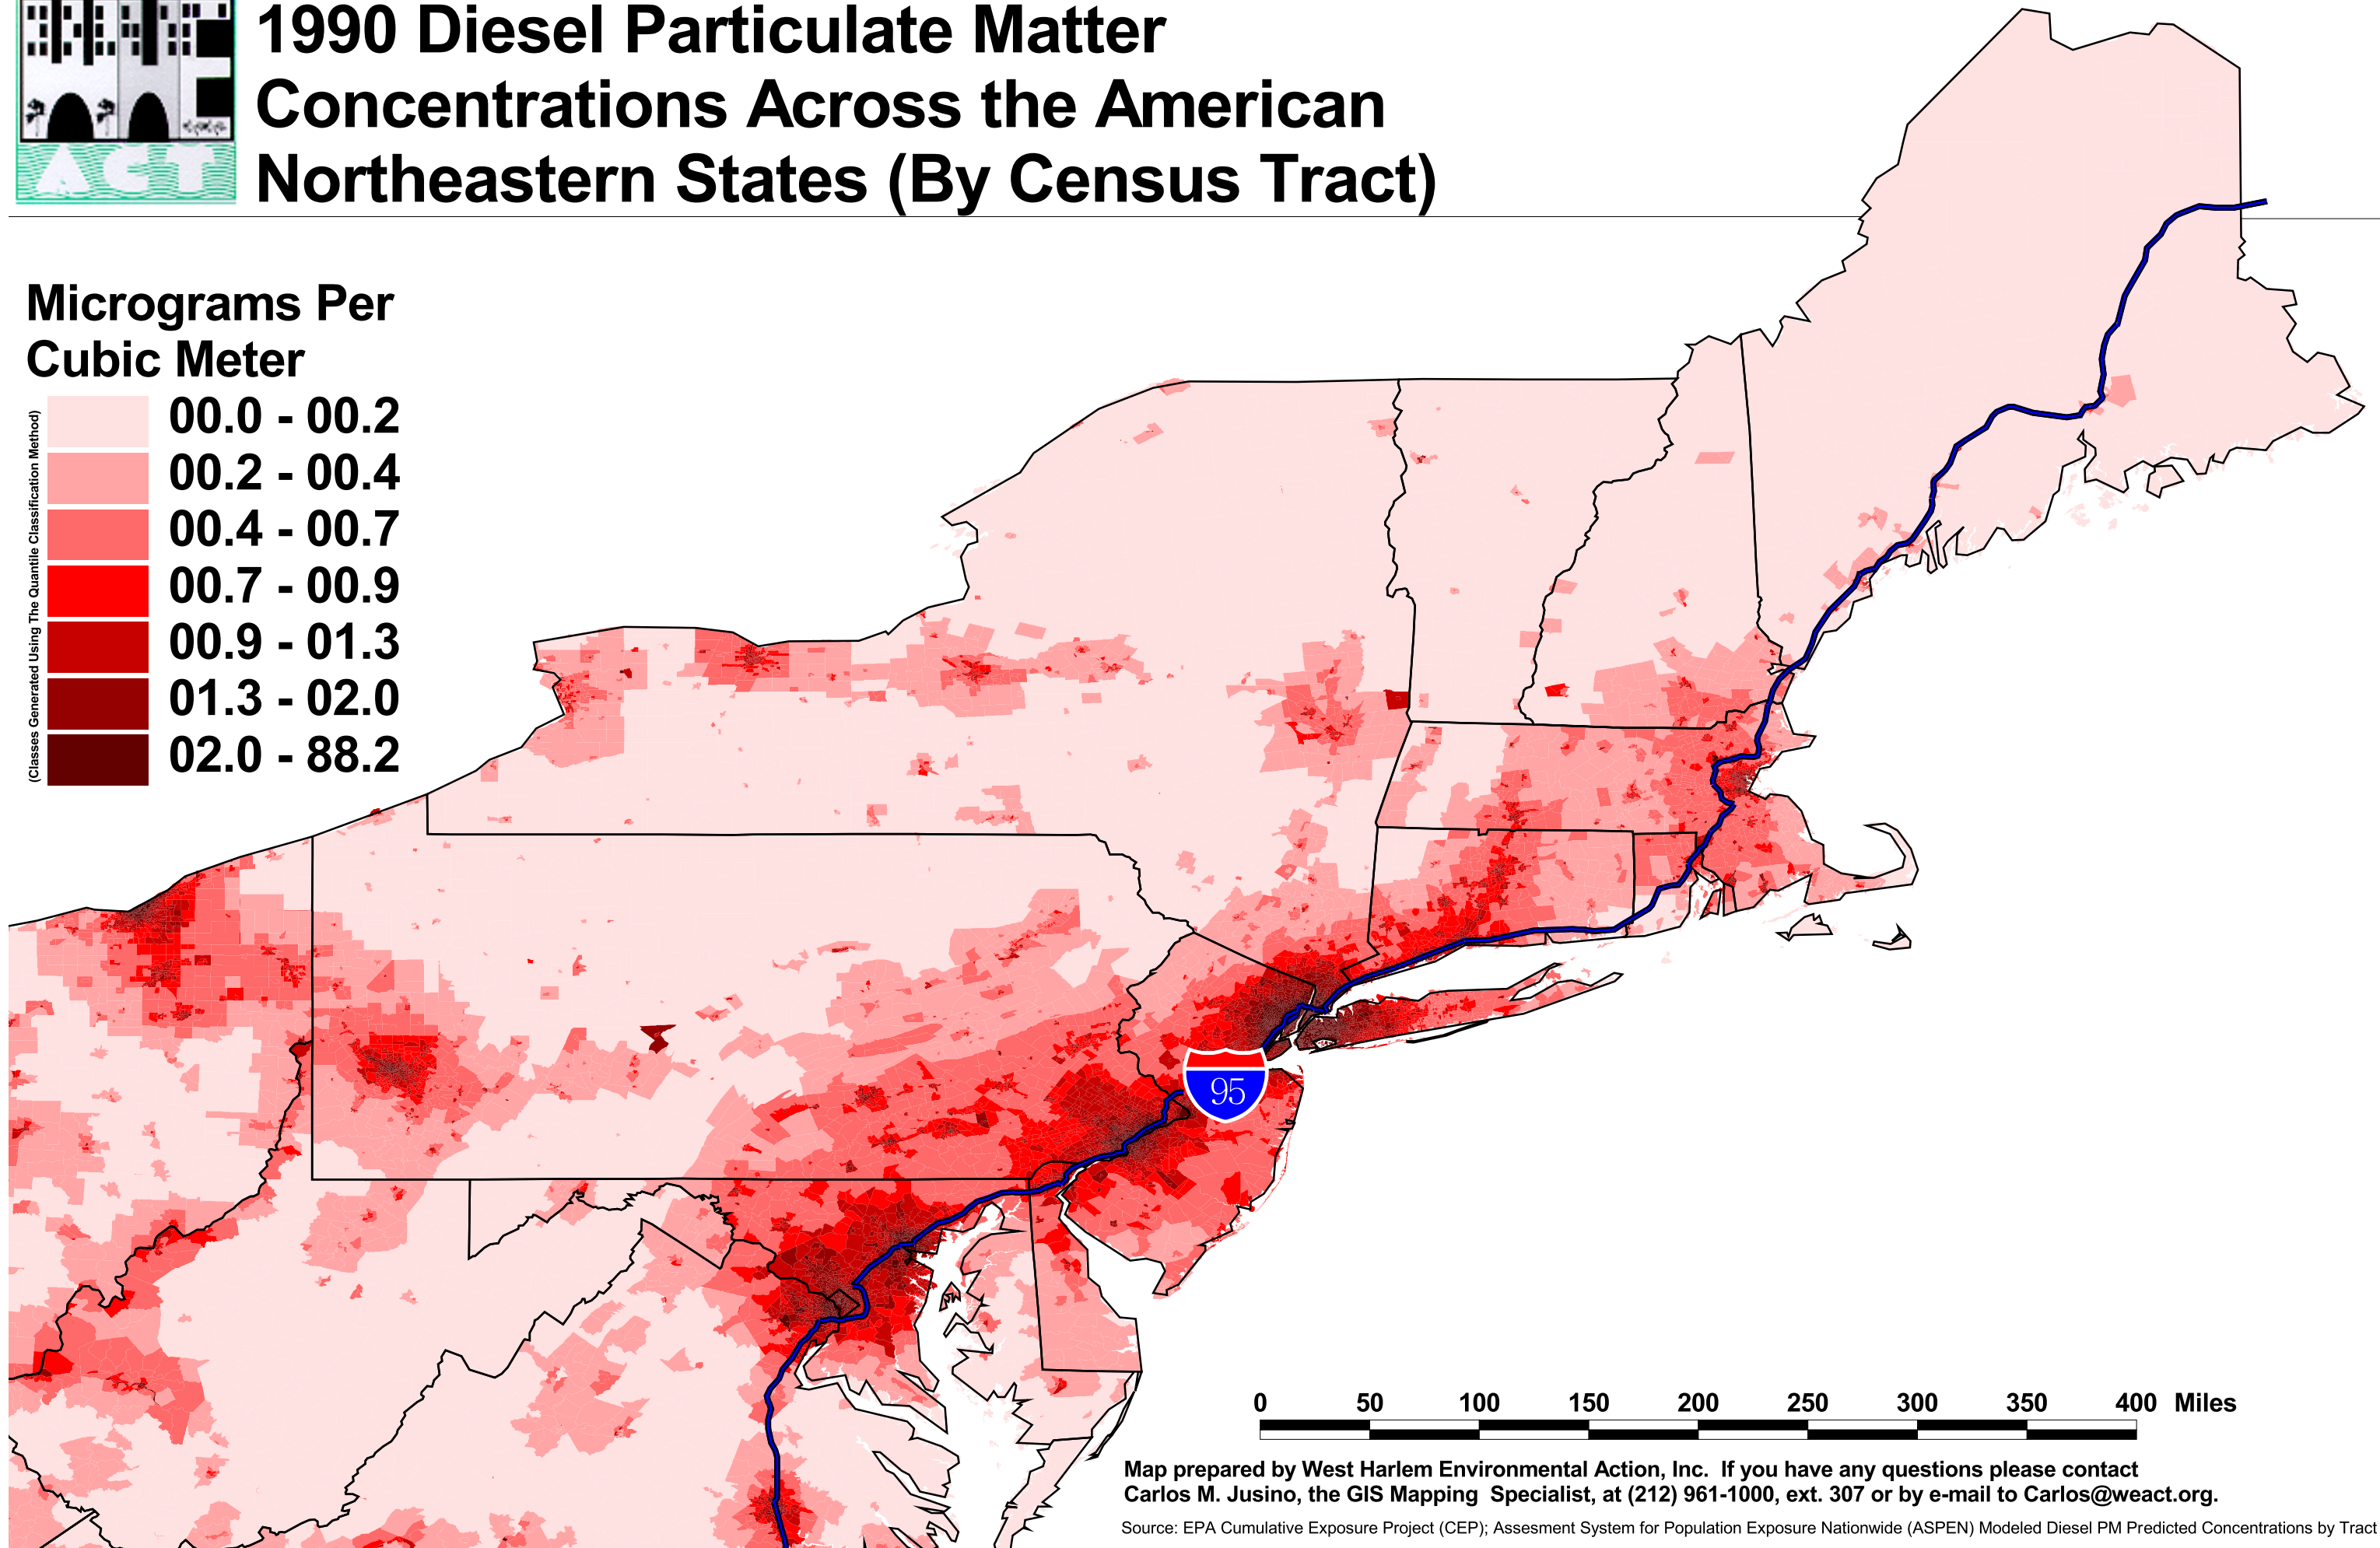 1990 Diesel Particulate Matter
Concentrations Across the American
Northeastern States (By Census Tract)
ACT
Micrograms Per
Cubic Meter
(Classes Generated Using The Quantile Classification Method)
00.0 - 00.2
00.2 - 00.4
00.4 - 00.7
00.7 - 00.9
00.9 - 01.3
01.3 - 02.0
02.0 - 88.2
95
0 50 100 150 200 250 300 350 400 Miles
Map prepared by West Harlem Environmental Action, Inc. If you have any questions please contact
Carlos M. Jusino, the GIS Mapping Specialist, at (212) 961-1000, ext. 307 or by e-mail to Carlos@weact.org.
Source: EPA Cumulative Exposure Project (CEP); Assesment System for Population Exposure Nationwide (ASPEN) Modeled Diesel PM Predicted Concentrations by Tract